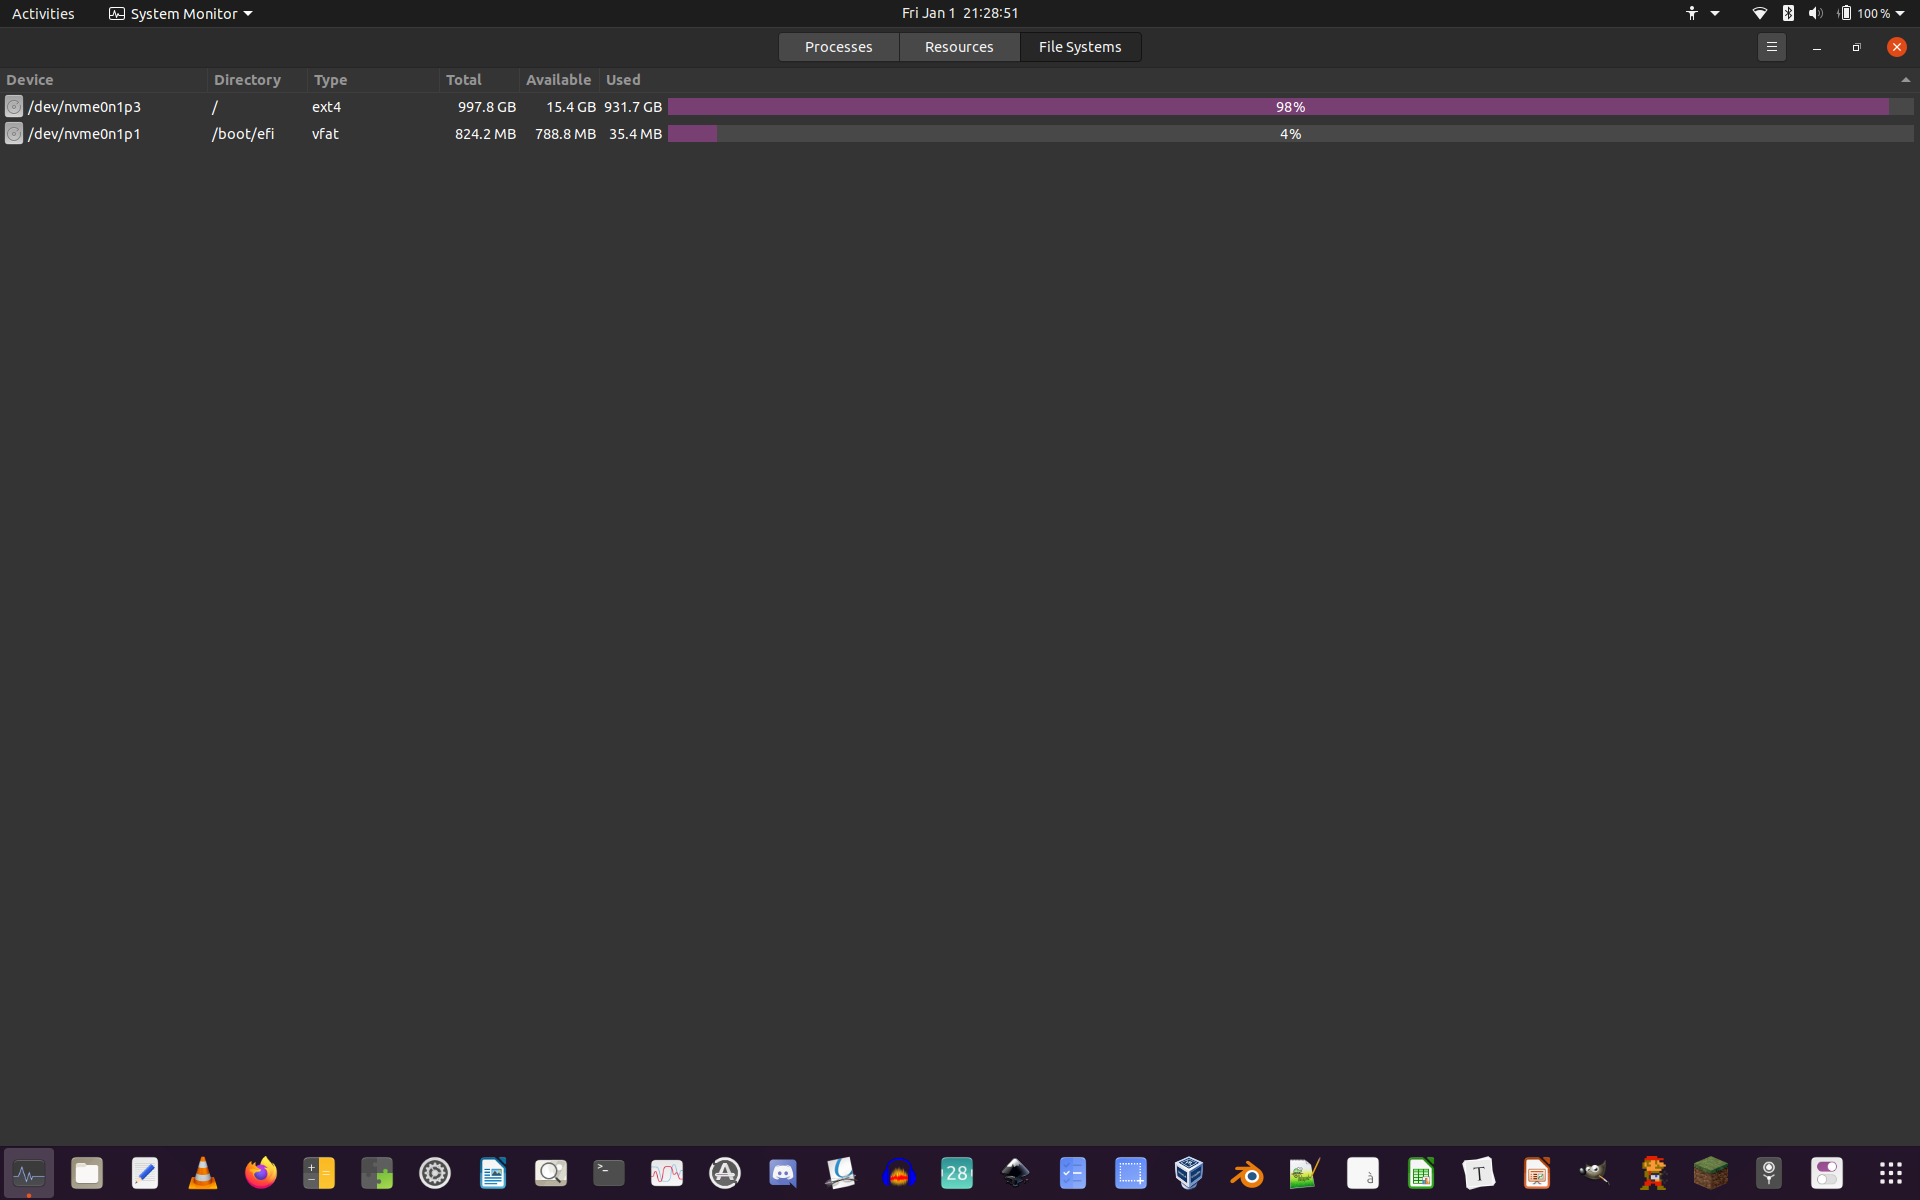 Activities System Monitor Fri Jan 1 21:28:51 100 %
Processes Resources File Systems
Device Directory Type Total Available Used
/dev/nvme0n1p3 / ext4 997.8 GB 15.4 GB 931.7 GB 98%
/dev/nvme0n1p1 /boot/efi vfat 824.2 MB 788.8 MB 35.4 MB 4%
>_ 28 à T